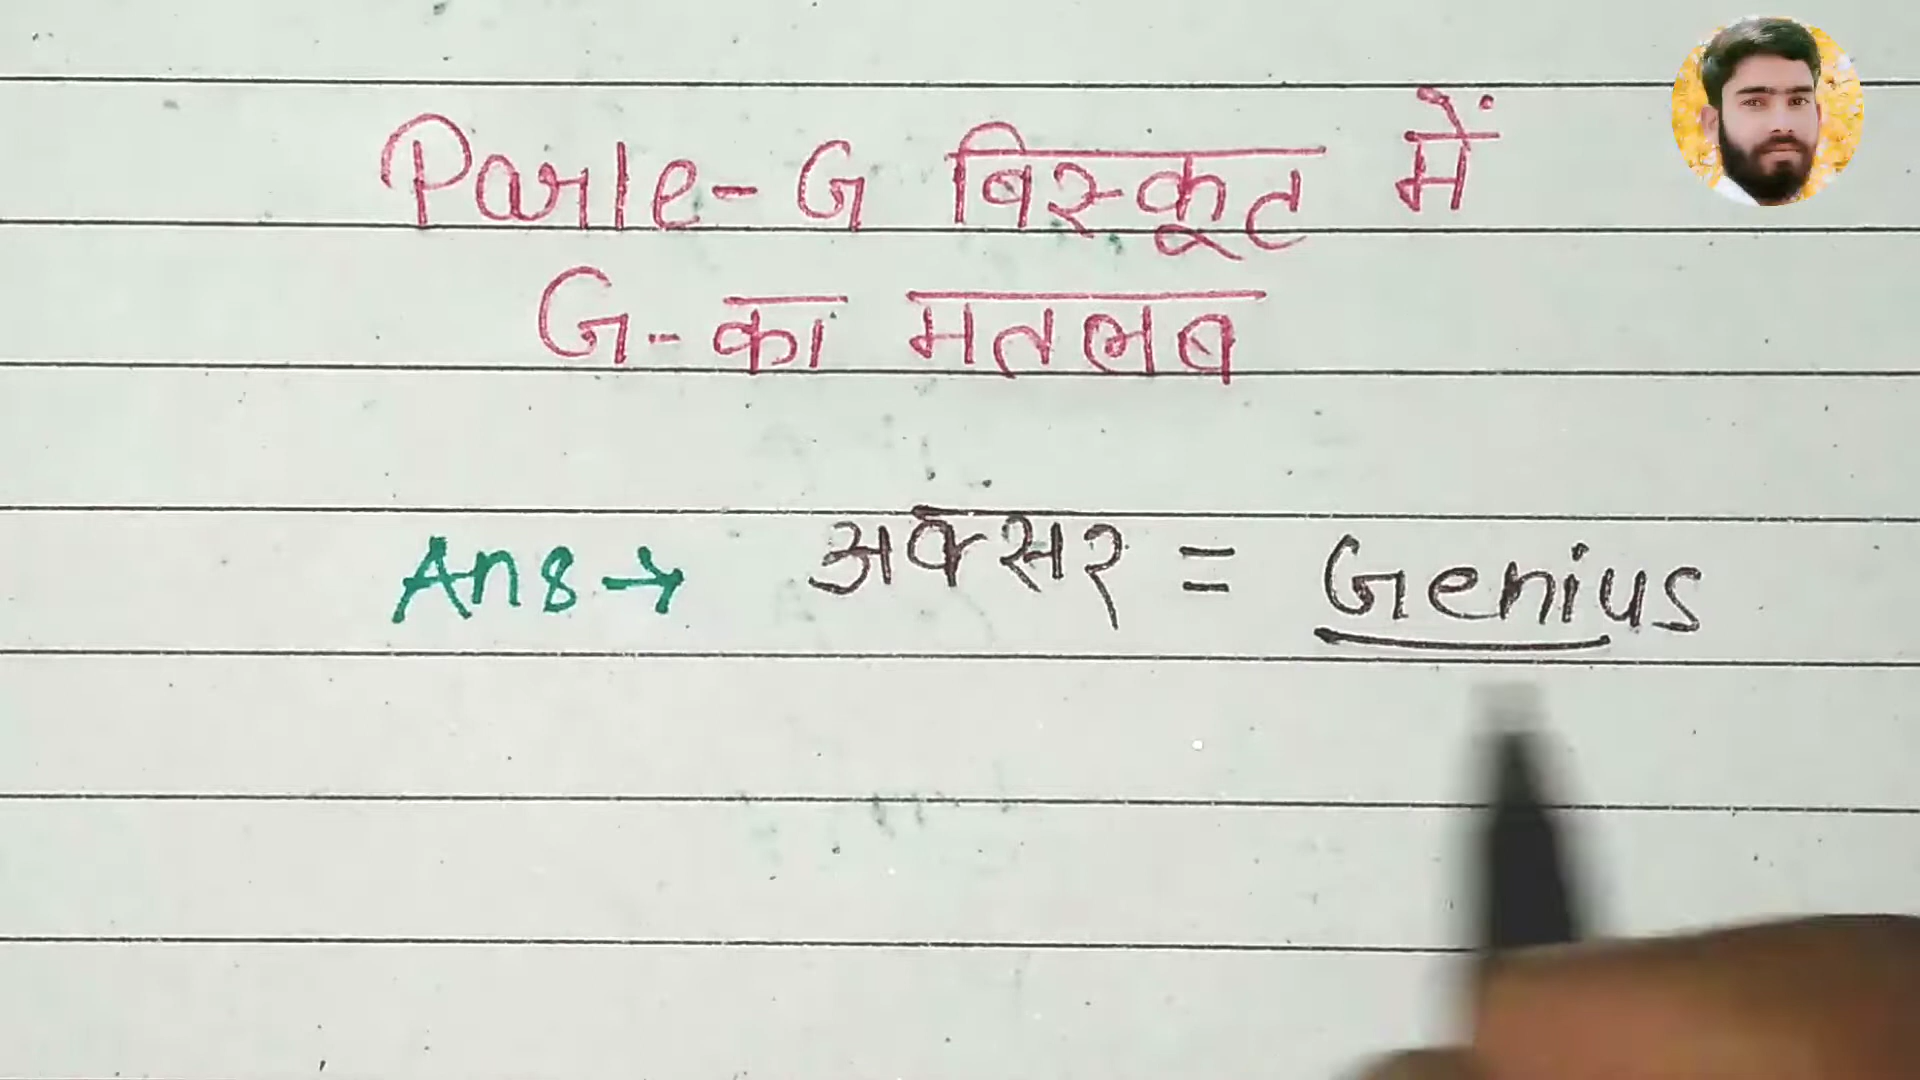 Parle-G बिस्कूट में
G-का मतलब
Ans → अक्सर = Genius